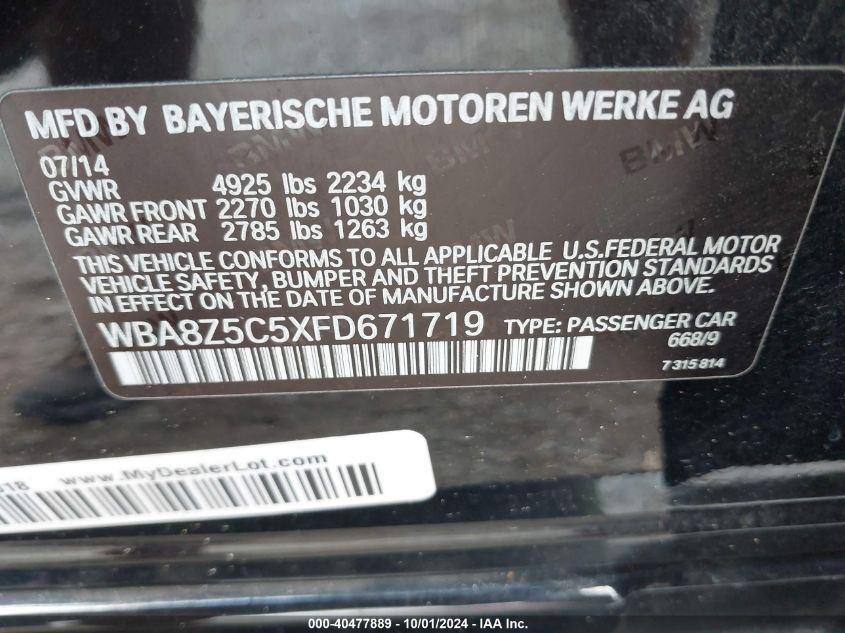 MFD BY BAYERISCHE MOTOREN WERKE AG
07/14
GVWR 4925 lbs 2234 kg
GAWR FRONT 2270 lbs 1030 kg
GAWR REAR 2785 lbs 1263 kg
THIS VEHICLE CONFORMS TO ALL APPLICABLE U.S.FEDERAL MOTOR
VEHICLE SAFETY, BUMPER AND THEFT PREVENTION STANDARDS
IN EFFECT ON THE DATE OF MANUFACTURE SHOWN ABOVE.
WBA8Z5C5XFD671719 TYPE: PASSENGER CAR
668/9
7315814
www.MyDealerLot.com
000-40477889 - 10/01/2024 - IAA Inc.